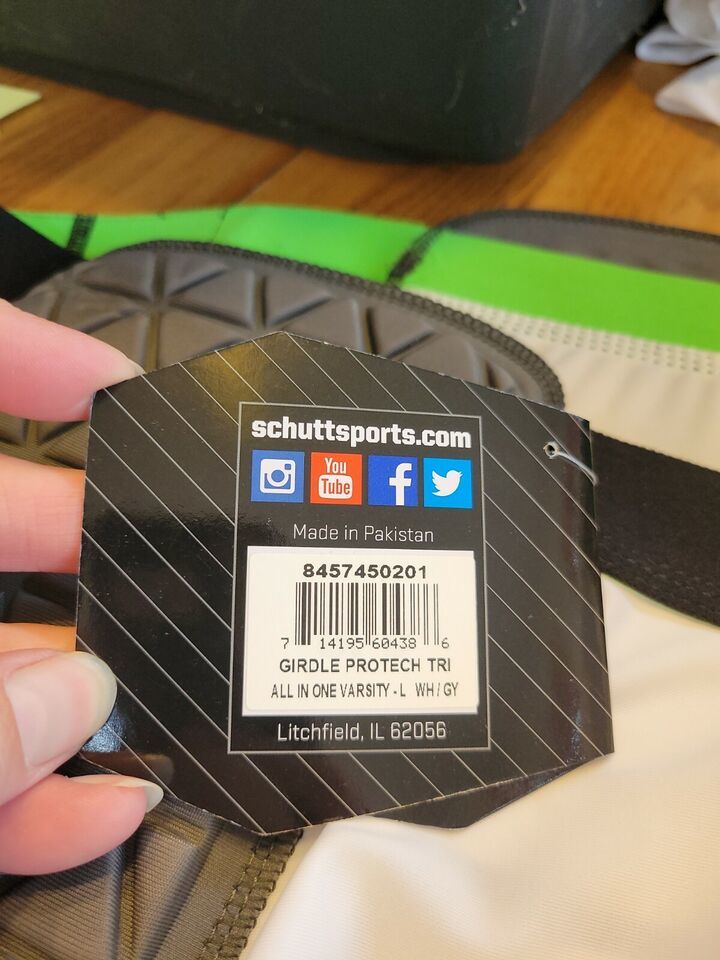 schuttsports.com
You
Tube
Made in Pakistan
8457450201
7 14195 60438 6
GIRDLE PROTECH TRI
ALL IN ONE VARSITY - L WH / GY
Litchfield, IL 62056